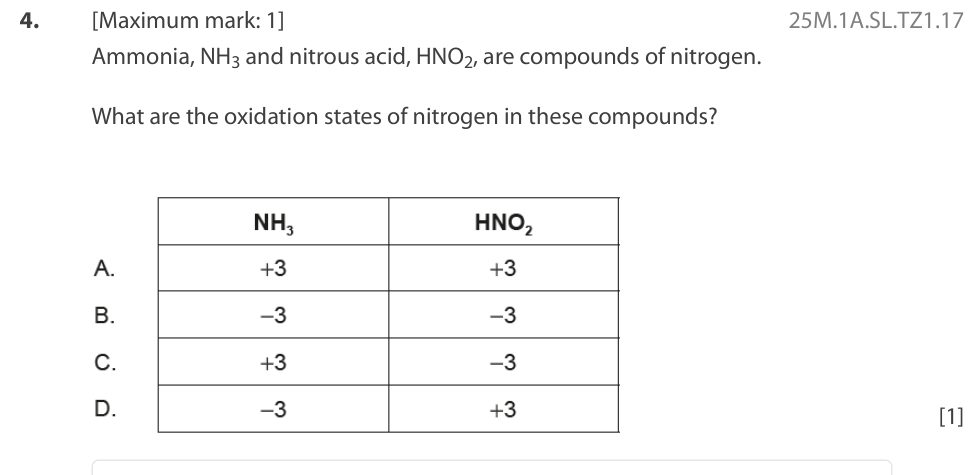 4. [Maximum mark: 1] 25M.1A.SL.TZ1.17
Ammonia, NH₃ and nitrous acid, HNO₂, are compounds of nitrogen.
What are the oxidation states of nitrogen in these compounds?
NH₃ HNO₂
A. +3 +3
B. −3 −3
C. +3 −3
D. −3 +3
[1]